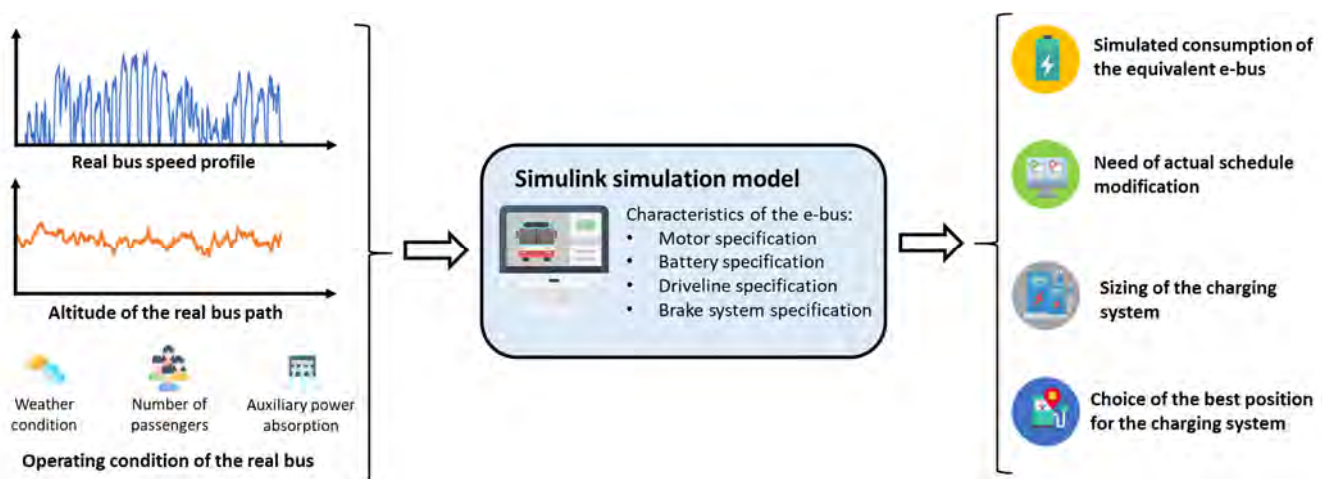 Real bus speed profile
Altitude of the real bus path
Weather
condition
Number of
passengers
Auxiliary power
absorption
Operating condition of the real bus
Simulink simulation model
Characteristics of the e-bus:
• Motor specification
• Battery specification
• Driveline specification
• Brake system specification
Simulated consumption of
the equivalent e-bus
Need of actual schedule
modification
Sizing of the charging
system
Choice of the best position
for the charging system